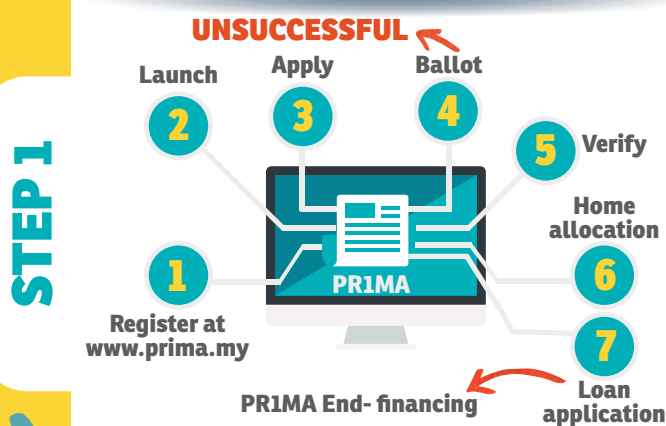 STEP 1
UNSUCCESSFUL
Launch
2
Apply
3
Ballot
4
5
Verify
Home
allocation
6
PR1MA
1
Register at
www.prima.my
7
Loan
application
PR1MA End- financing